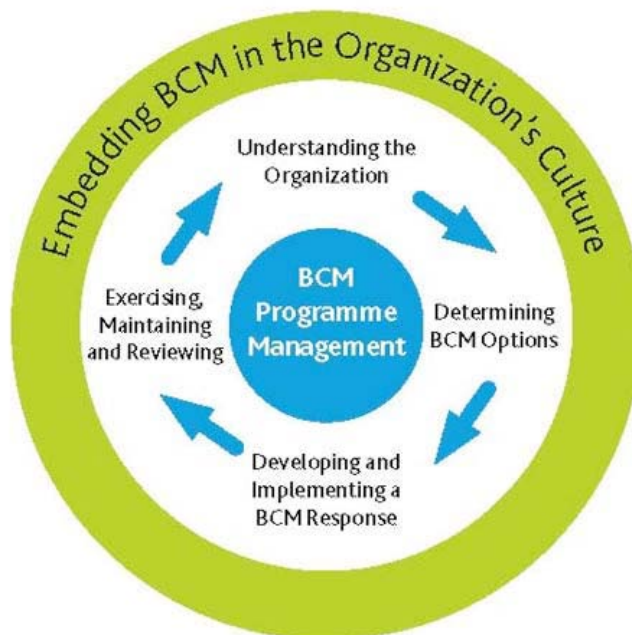 Embedding BCM in the Organization's Culture
Understanding the
Organization
BCM
Programme
Management
Determining
BCM Options
Developing and
Implementing a
BCM Response
Exercising,
Maintaining
and Reviewing